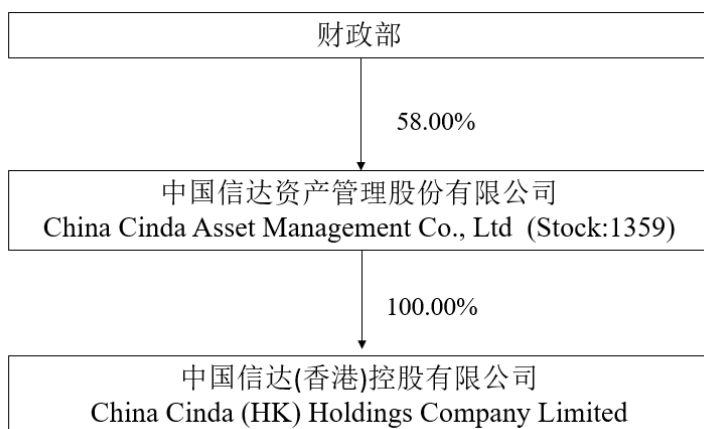 财政部
58.00%
中国信达资产管理股份有限公司
China Cinda Asset Management Co., Ltd  (Stock:1359)
100.00%
中国信达(香港)控股有限公司
China Cinda (HK) Holdings Company Limited